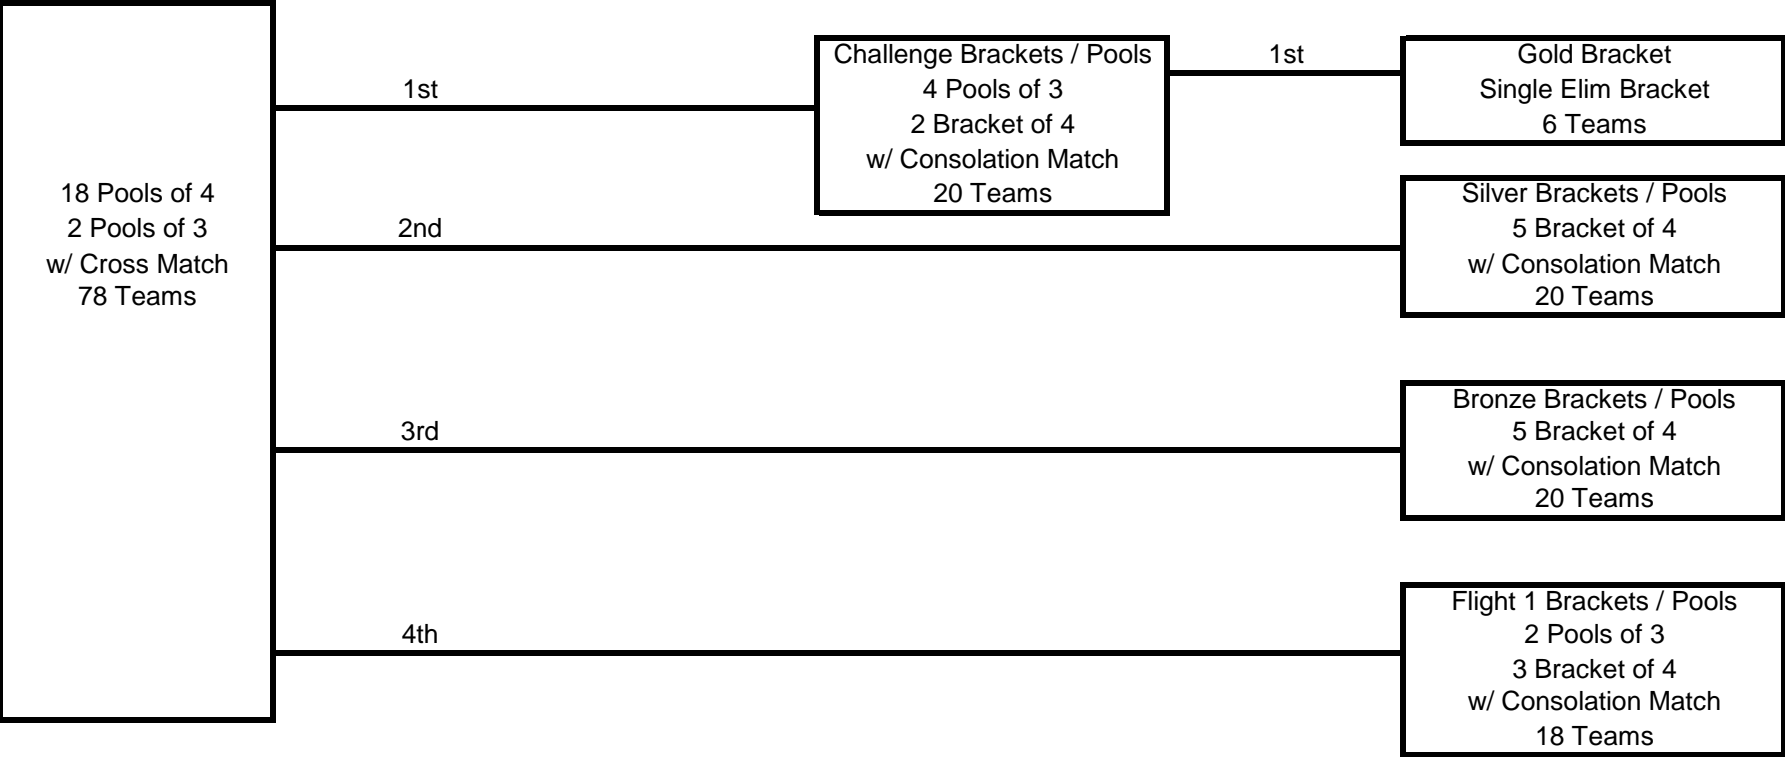 18 Pools of 4
2 Pools of 3
w/ Cross Match
78 Teams
1st
2nd
3rd
4th
Challenge Brackets / Pools
4 Pools of 3
2 Bracket of 4
w/ Consolation Match
20 Teams
1st
Gold Bracket
Single Elim Bracket
6 Teams
Silver Brackets / Pools
5 Bracket of 4
w/ Consolation Match
20 Teams
Bronze Brackets / Pools
5 Bracket of 4
w/ Consolation Match
20 Teams
Flight 1 Brackets / Pools
2 Pools of 3
3 Bracket of 4
w/ Consolation Match
18 Teams